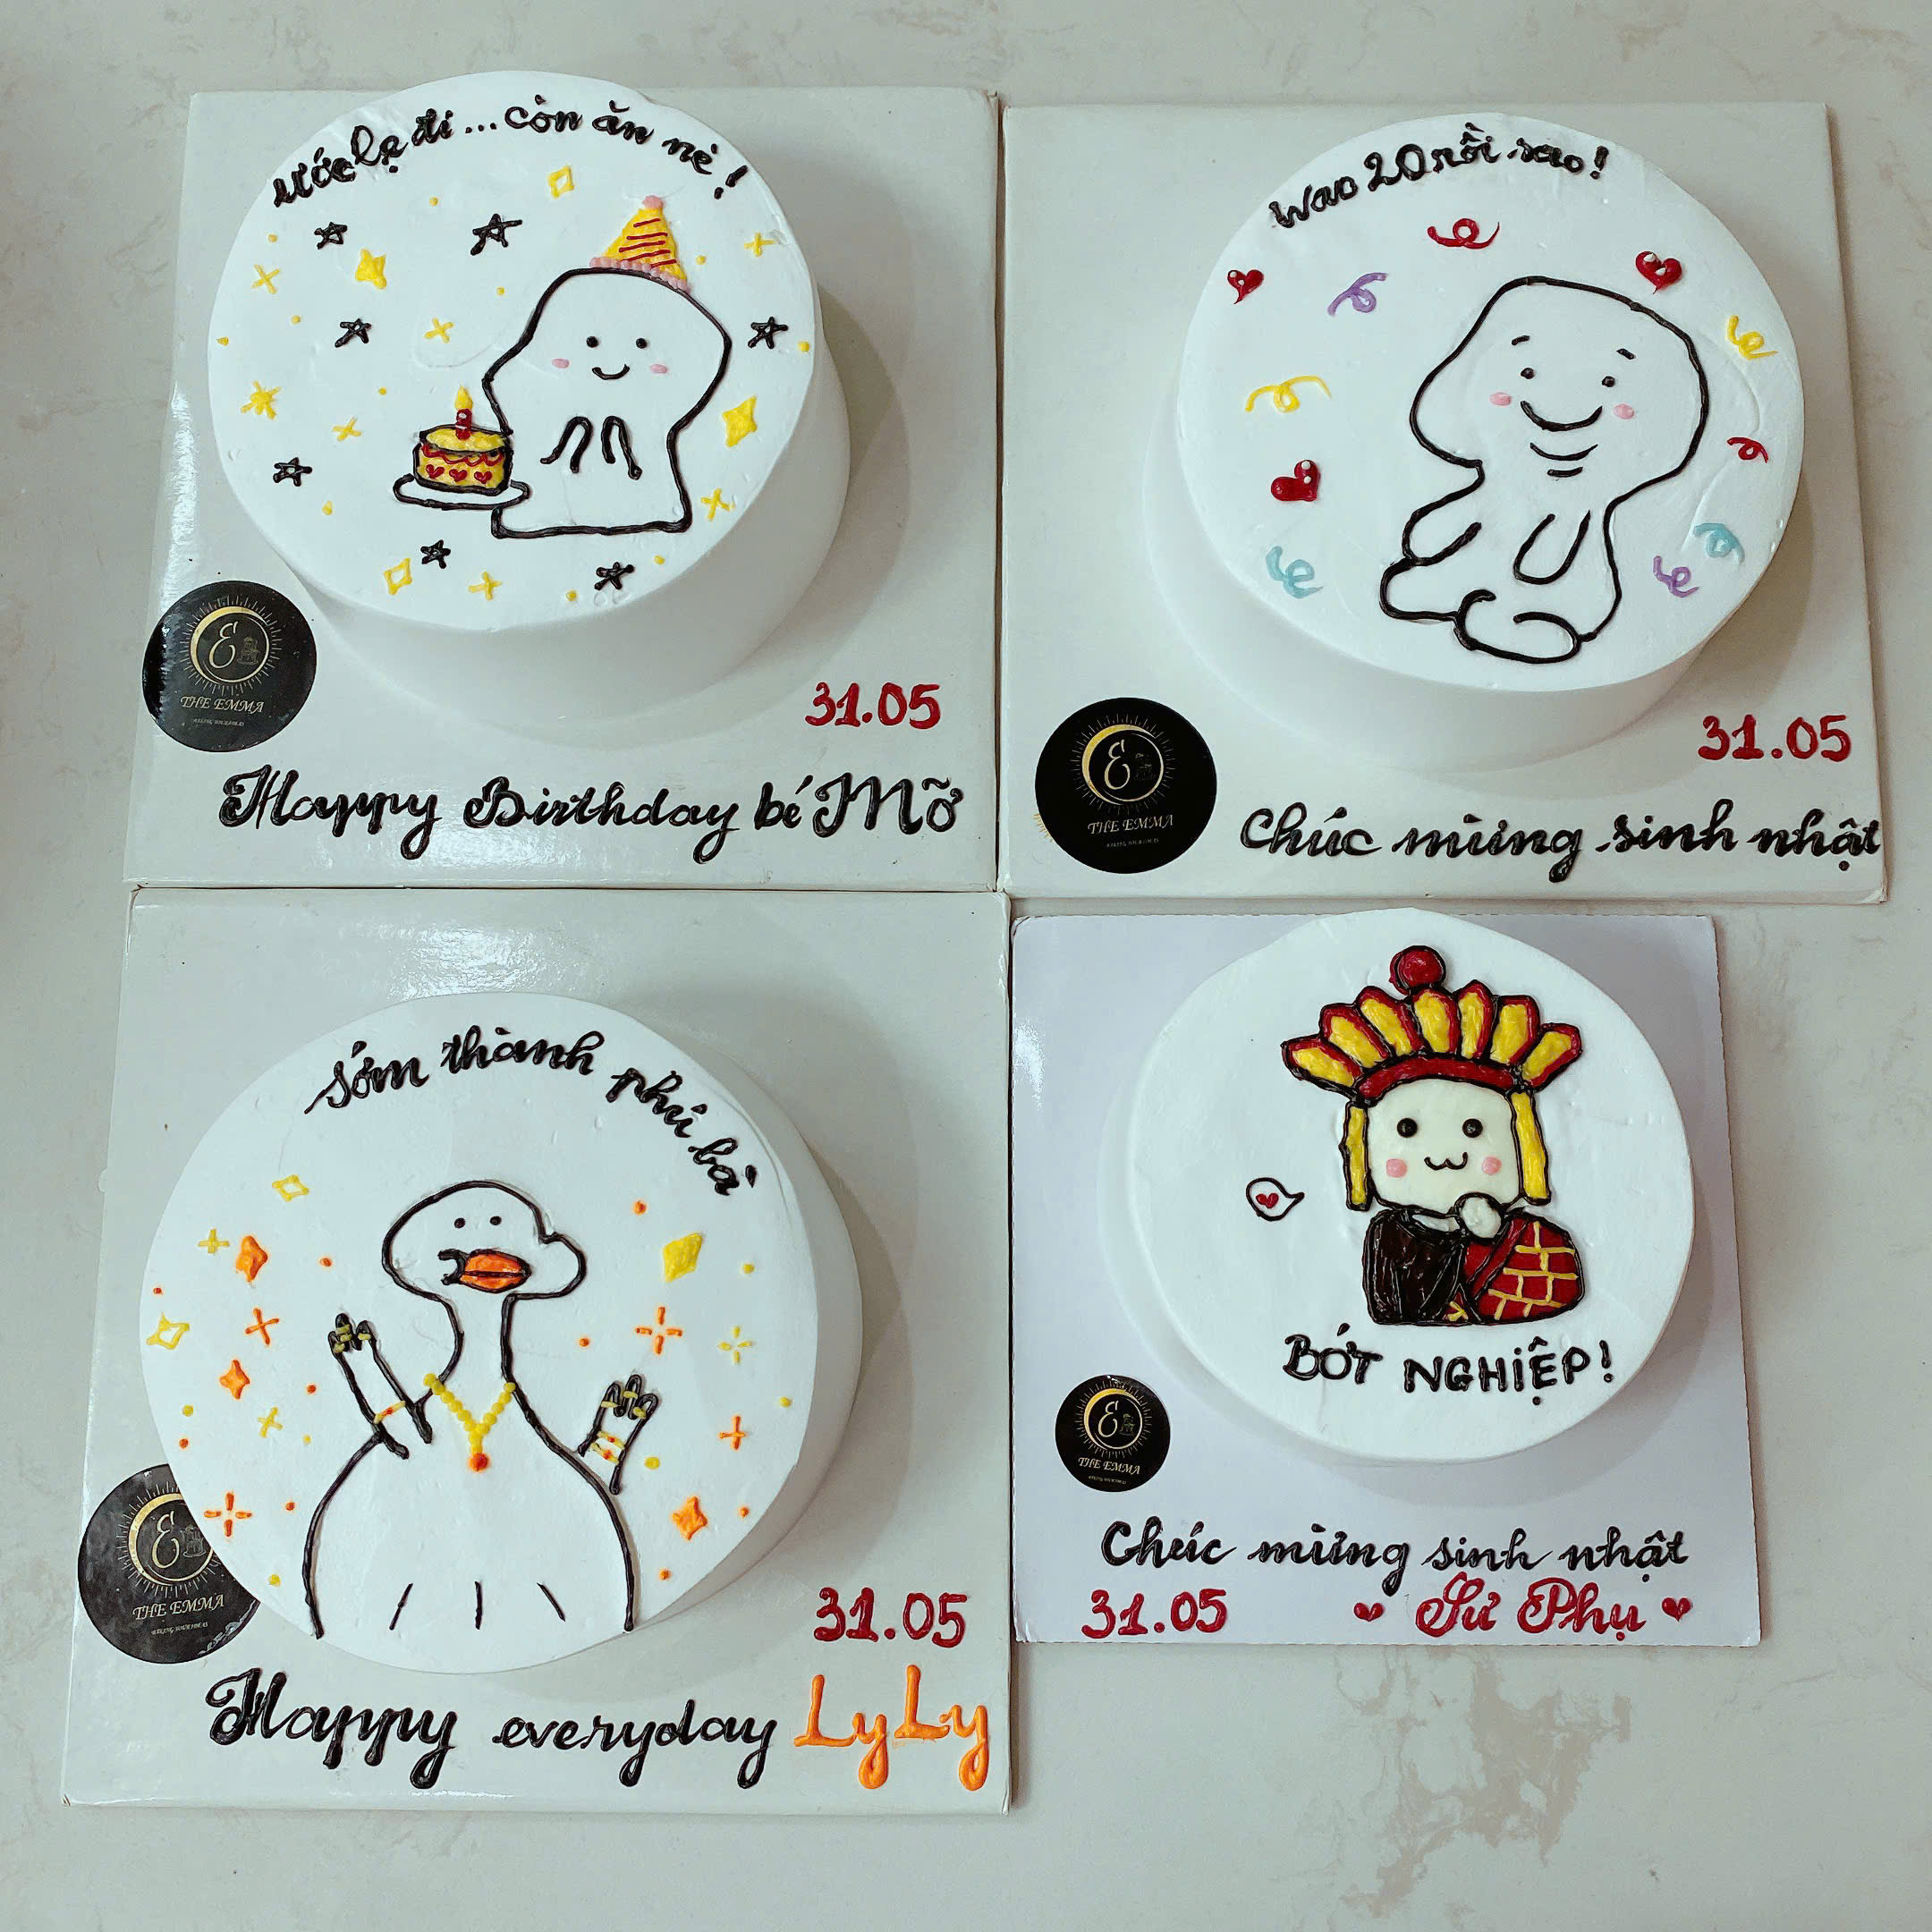 ước lẹ đi ... còn ăn nè !
THE EMMA
31.05
Happy Birthday bé Mỡ
Wao 20 rồi sao!
THE EMMA
31.05
Chúc mừng sinh nhật
sớm thành phú bà
THE EMMA
31.05
Happy everyday LyLy
BỚT NGHIỆP!
THE EMMA
Chúc mừng sinh nhật
31.05
Sư Phụ